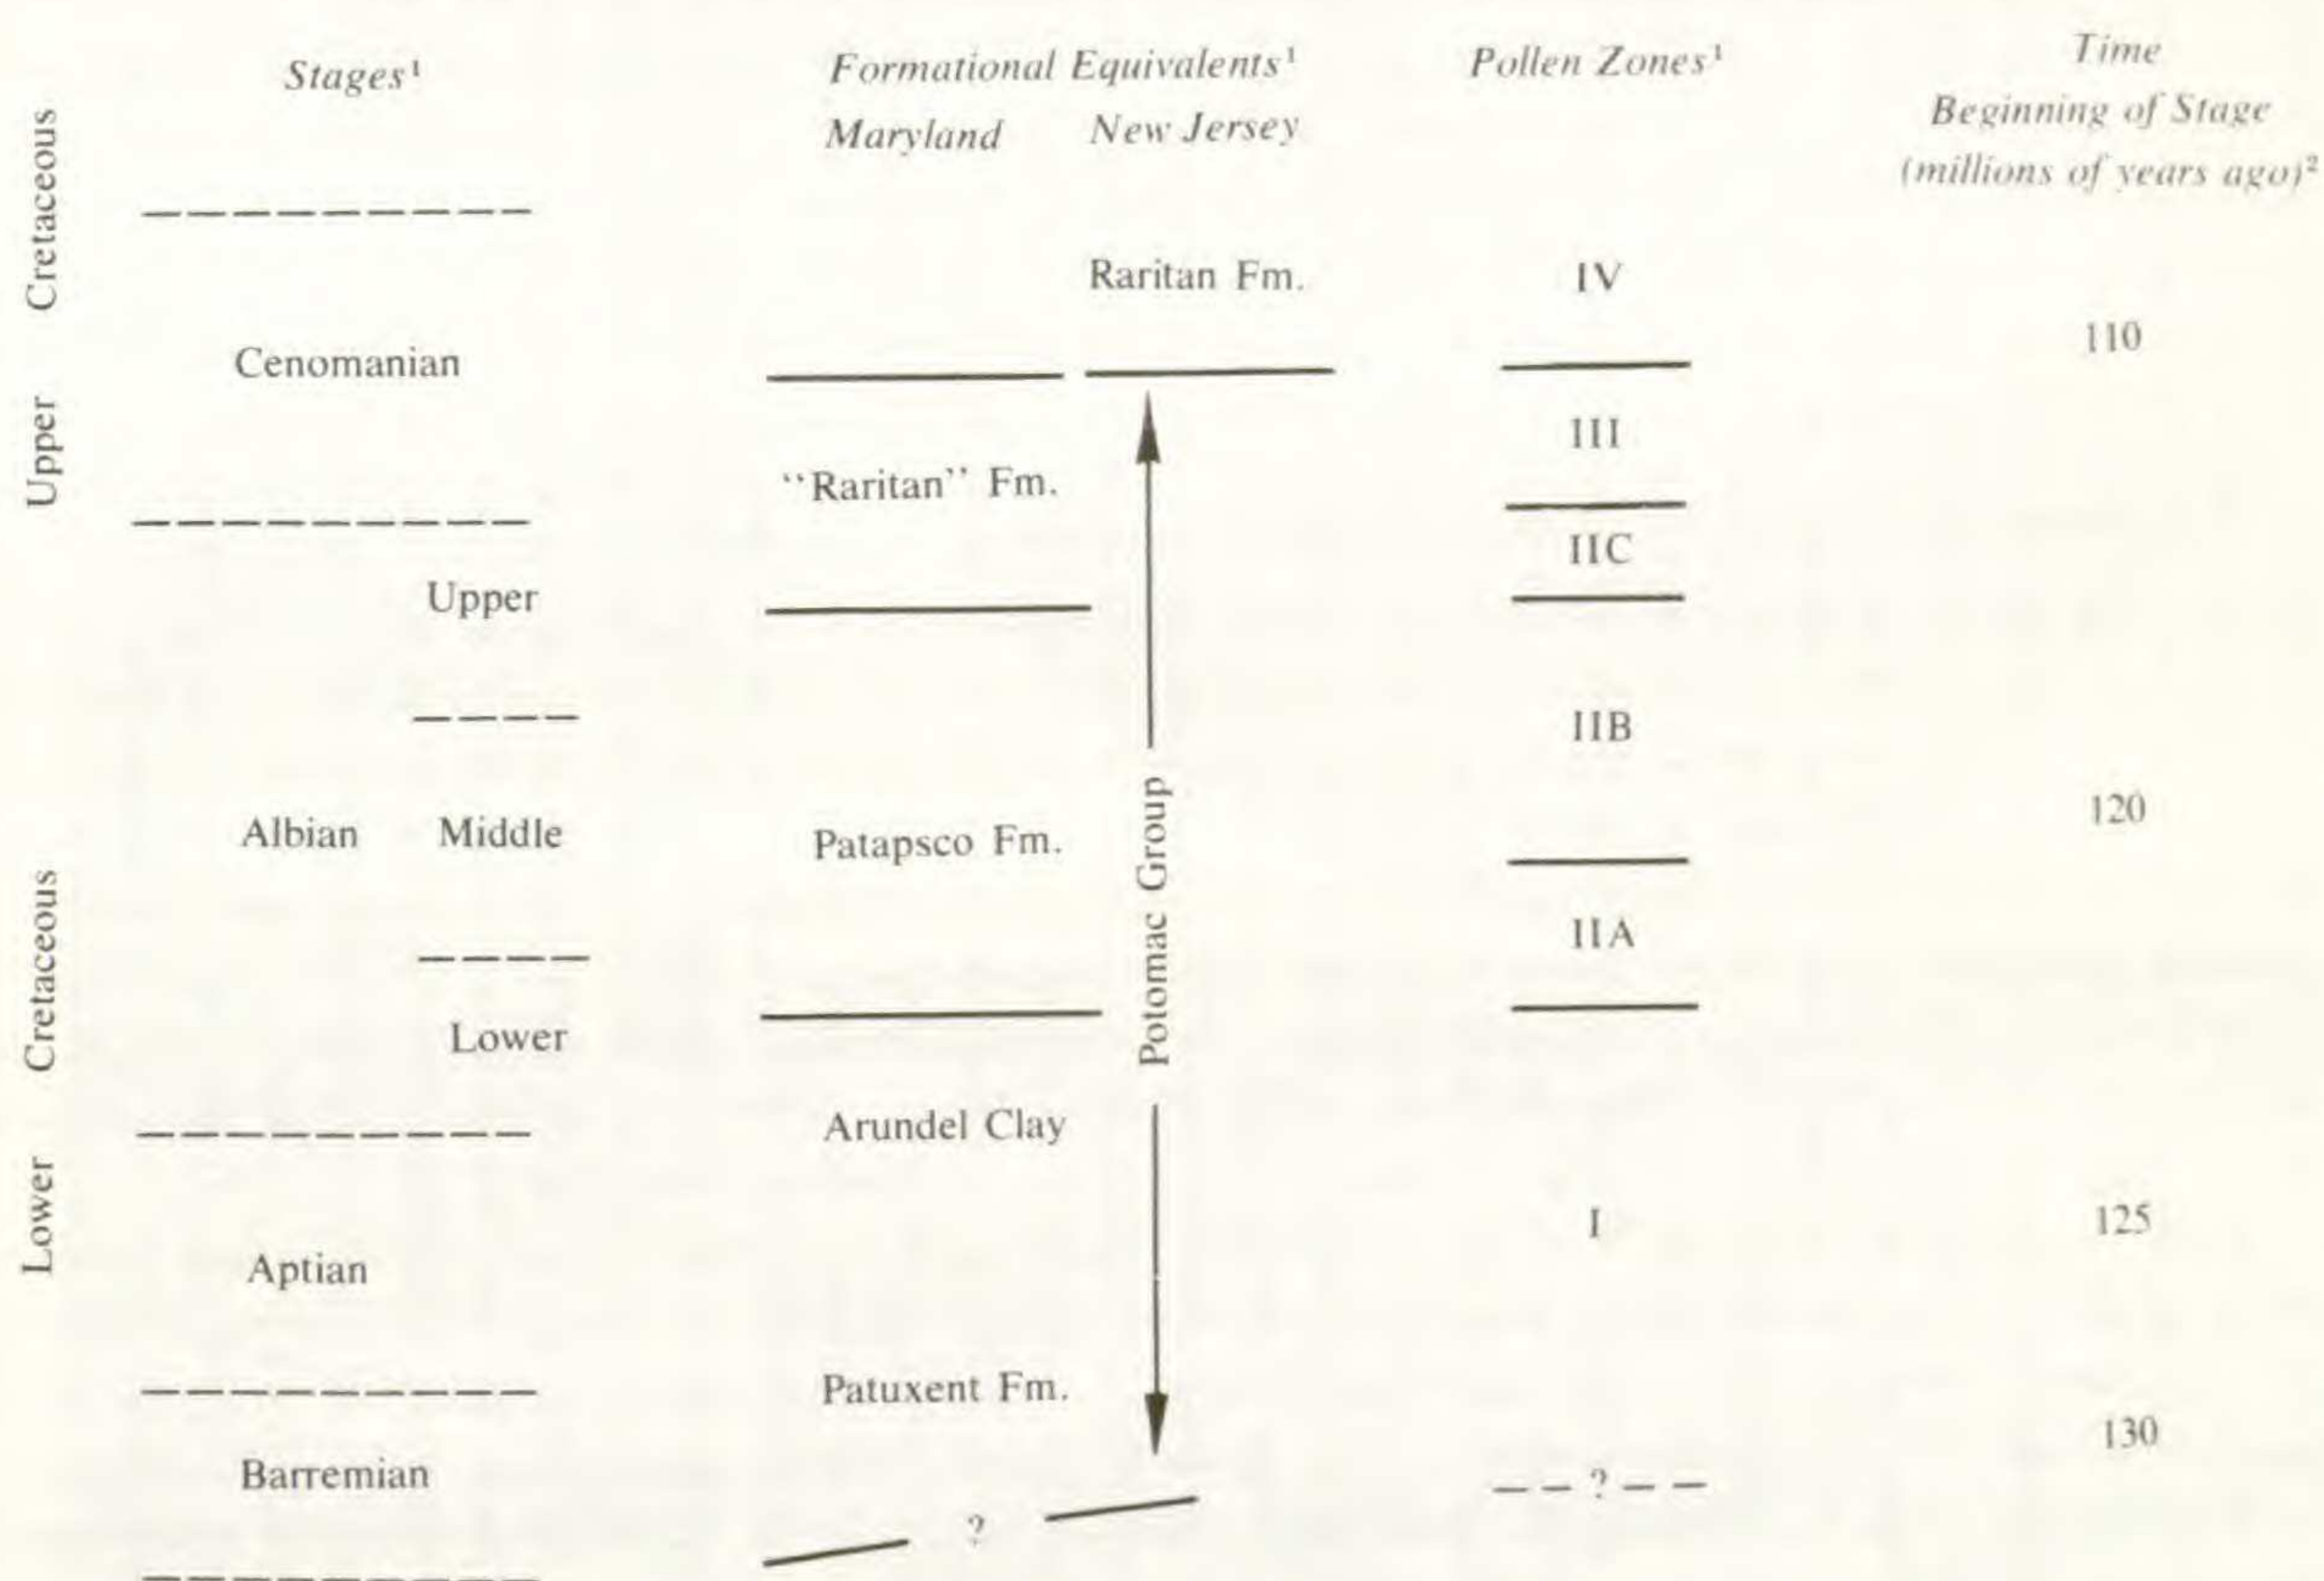 Stages¹
Formational Equivalents¹
Maryland New Jersey
Pollen Zones¹
Time
Beginning of Stage
(millions of years ago)²
Upper Cretaceous
Raritan Fm.
IV
110
Cenomanian
III
"Raritan" Fm.
IIC
Upper
IIB
120
Albian Middle
Patapsco Fm.
Potomac Group
IIA
Lower Cretaceous
Lower
Arundel Clay
I
125
Aptian
Patuxent Fm.
130
Barremian
?
?